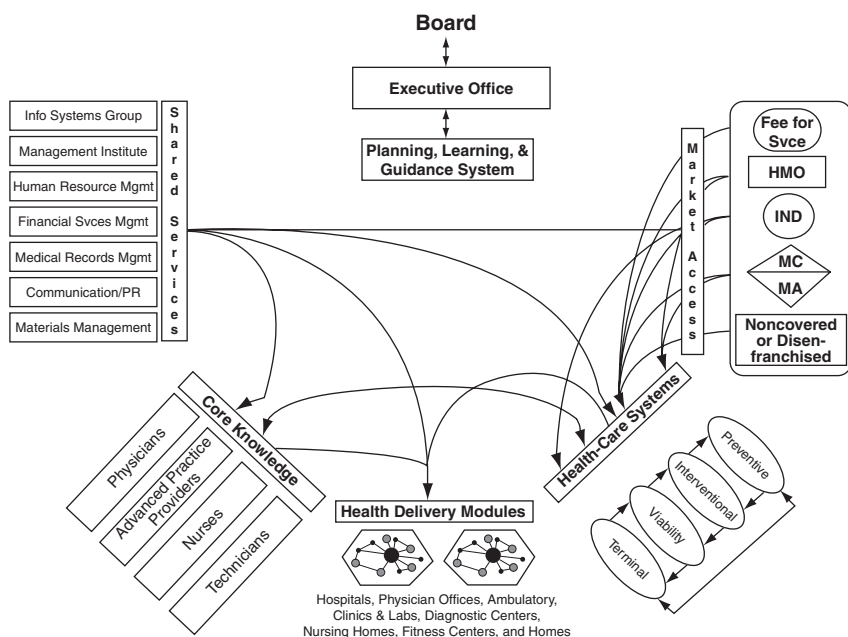 Board
Executive Office
Planning, Learning, &
Guidance System
Info Systems Group
Management Institute
Human Resource Mgmt
Financial Svces Mgmt
Medical Records Mgmt
Communication/PR
Materials Management
Shared Services
Market Access
Fee for
Svce
HMO
IND
MC
MA
Noncovered
or Disen-
franchised
Core Knowledge
Physicians
Advanced Practice
Providers
Nurses
Technicians
Health Delivery Modules
Hospitals, Physician Offices, Ambulatory,
Clinics & Labs, Diagnostic Centers,
Nursing Homes, Fitness Centers, and Homes
Health-Care Systems
Preventive
Interventional
Viability
Terminal